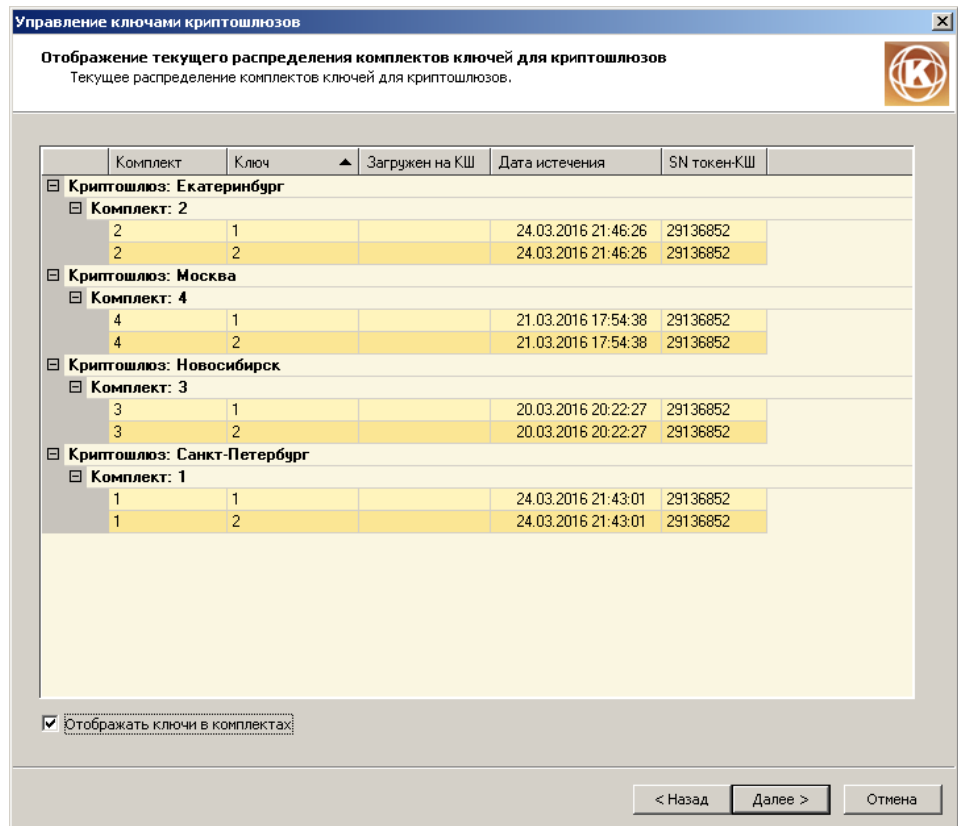 Управление ключами криптошлюзов
Отображение текущего распределения комплектов ключей для криптошлюзов
Текущее распределение комплектов ключей для криптошлюзов.
K
Комплект Ключ Загружен на КШ Дата истечения SN токен-КШ
Криптошлюз: Екатеринбург
Комплект: 2
2 1 24.03.2016 21:46:26 29136852
2 2 24.03.2016 21:46:26 29136852
Криптошлюз: Москва
Комплект: 4
4 1 21.03.2016 17:54:38 29136852
4 2 21.03.2016 17:54:38 29136852
Криптошлюз: Новосибирск
Комплект: 3
3 1 20.03.2016 20:22:27 29136852
3 2 20.03.2016 20:22:27 29136852
Криптошлюз: Санкт-Петербург
Комплект: 1
1 1 24.03.2016 21:43:01 29136852
1 2 24.03.2016 21:43:01 29136852
Отображать ключи в комплектах
< Назад Далее > Отмена